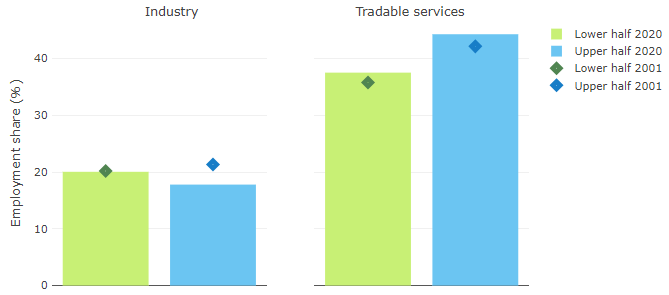 Industry
Tradable services
Lower half 2020
Upper half 2020
Lower half 2001
Upper half 2001
Employment share (%)
40
30
20
10
0